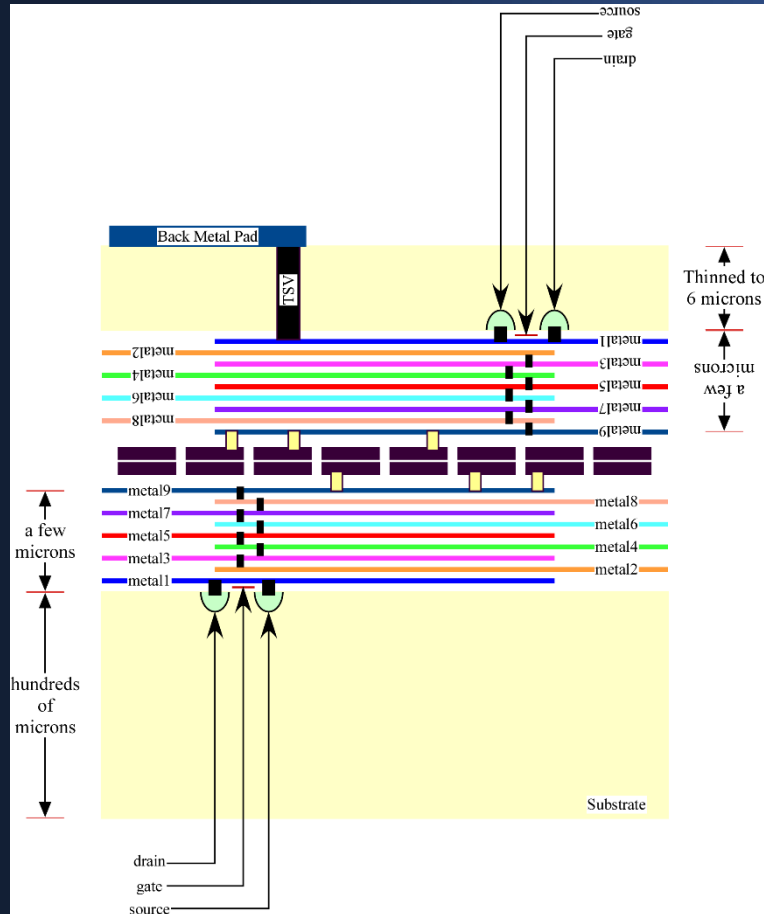 source
gate
drain
Back Metal Pad
TSV
Thinned to
6 microns
metal1
metal2
metal3
metal4
metal5
metal6
metal7
metal8
metal9
a few
microns
metal9
metal8
metal7
metal6
metal5
metal4
metal3
metal2
metal1
a few
microns
hundreds
of
microns
Substrate
drain
gate
source